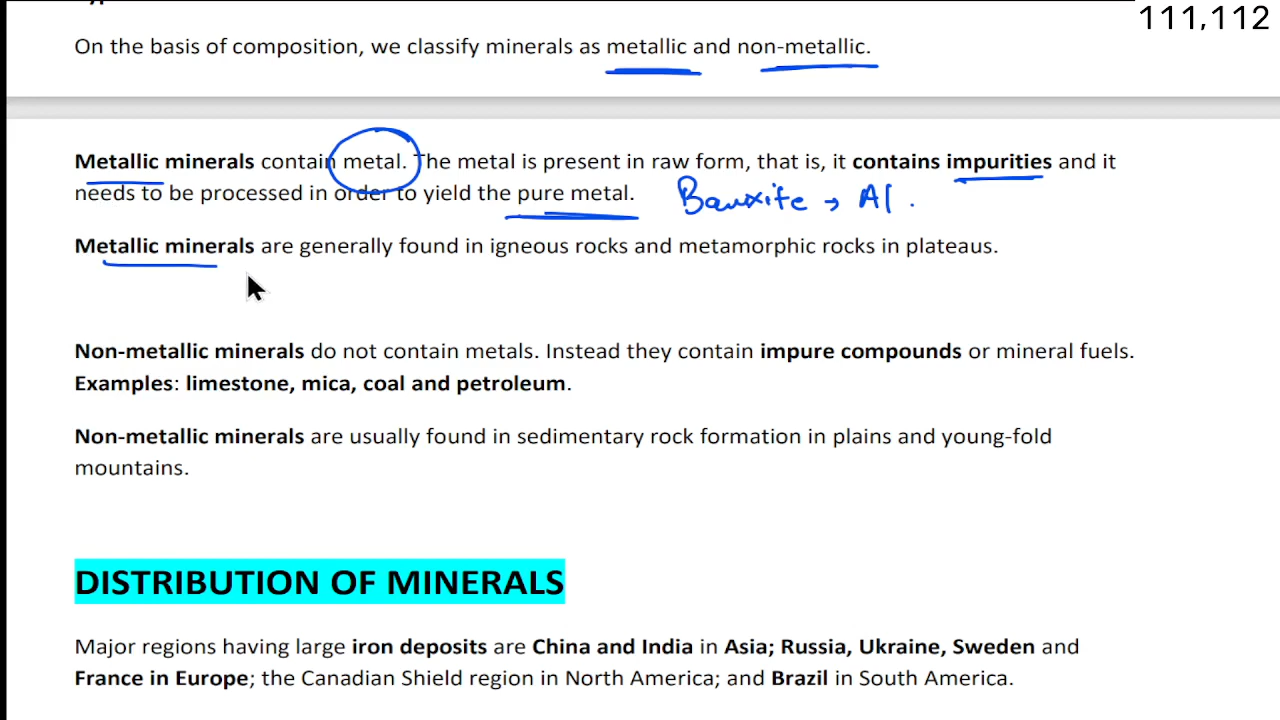 111,112
On the basis of composition, we classify minerals as metallic and non-metallic.
Metallic minerals contain metal. The metal is present in raw form, that is, it contains impurities and it
needs to be processed in order to yield the pure metal. Bauxite → Al.
Metallic minerals are generally found in igneous rocks and metamorphic rocks in plateaus.
Non-metallic minerals do not contain metals. Instead they contain impure compounds or mineral fuels.
Examples: limestone, mica, coal and petroleum.
Non-metallic minerals are usually found in sedimentary rock formation in plains and young-fold
mountains.
DISTRIBUTION OF MINERALS
Major regions having large iron deposits are China and India in Asia; Russia, Ukraine, Sweden and
France in Europe; the Canadian Shield region in North America; and Brazil in South America.